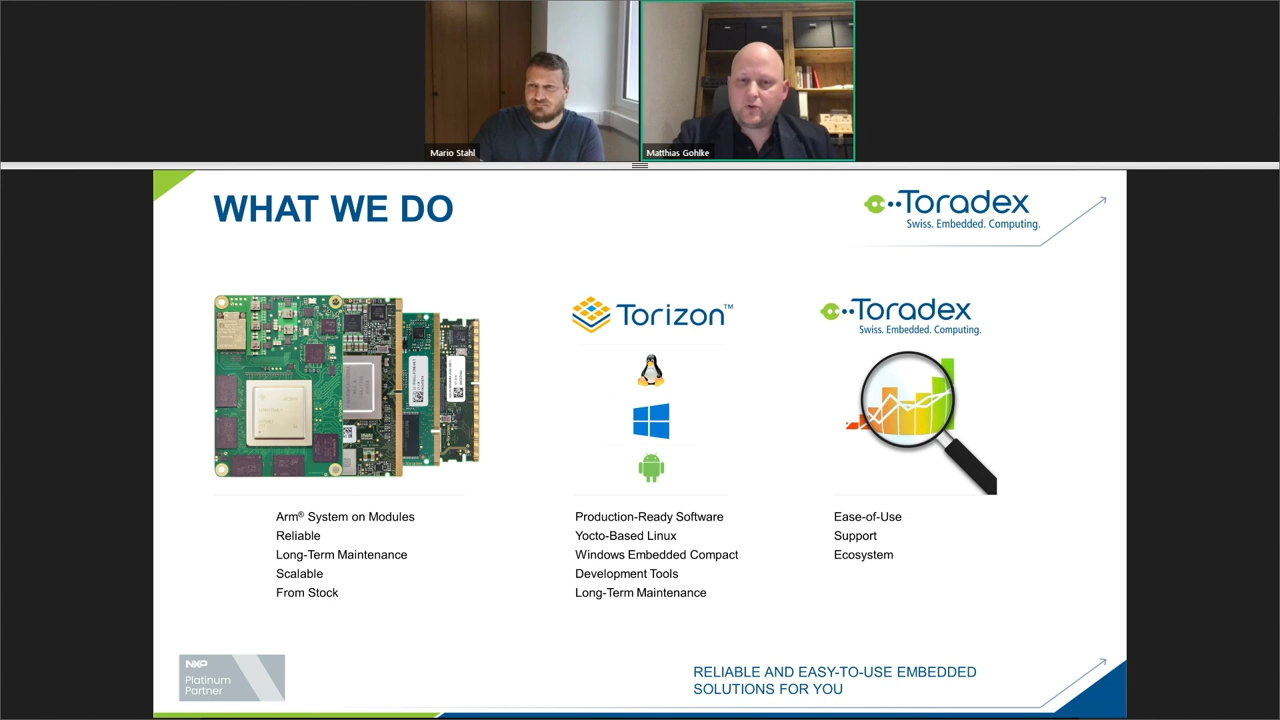 Mario Stahl
Matthias Gohlke
WHAT WE DO
Toradex
Swiss. Embedded. Computing.
Torizon™
Toradex
Swiss. Embedded. Computing.
Arm® System on Modules
Reliable
Long-Term Maintenance
Scalable
From Stock
Production-Ready Software
Yocto-Based Linux
Windows Embedded Compact
Development Tools
Long-Term Maintenance
Ease-of-Use
Support
Ecosystem
NXP
Platinum
Partner
RELIABLE AND EASY-TO-USE EMBEDDED
SOLUTIONS FOR YOU